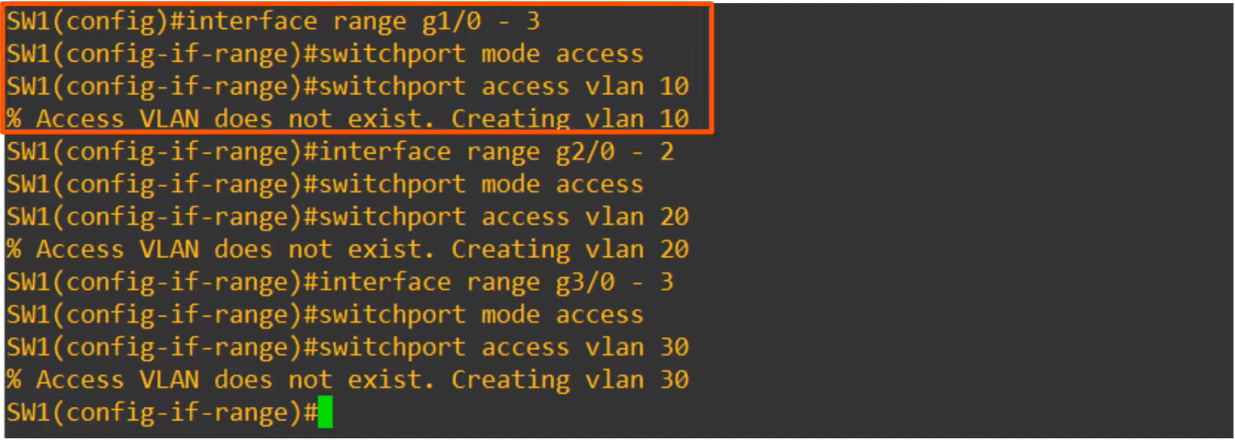 SW1(config)#interface range g1/0 - 3
SW1(config-if-range)#switchport mode access
SW1(config-if-range)#switchport access vlan 10
% Access VLAN does not exist. Creating vlan 10
SW1(config-if-range)#interface range g2/0 - 2
SW1(config-if-range)#switchport mode access
SW1(config-if-range)#switchport access vlan 20
% Access VLAN does not exist. Creating vlan 20
SW1(config-if-range)#interface range g3/0 - 3
SW1(config-if-range)#switchport mode access
SW1(config-if-range)#switchport access vlan 30
% Access VLAN does not exist. Creating vlan 30
SW1(config-if-range)#